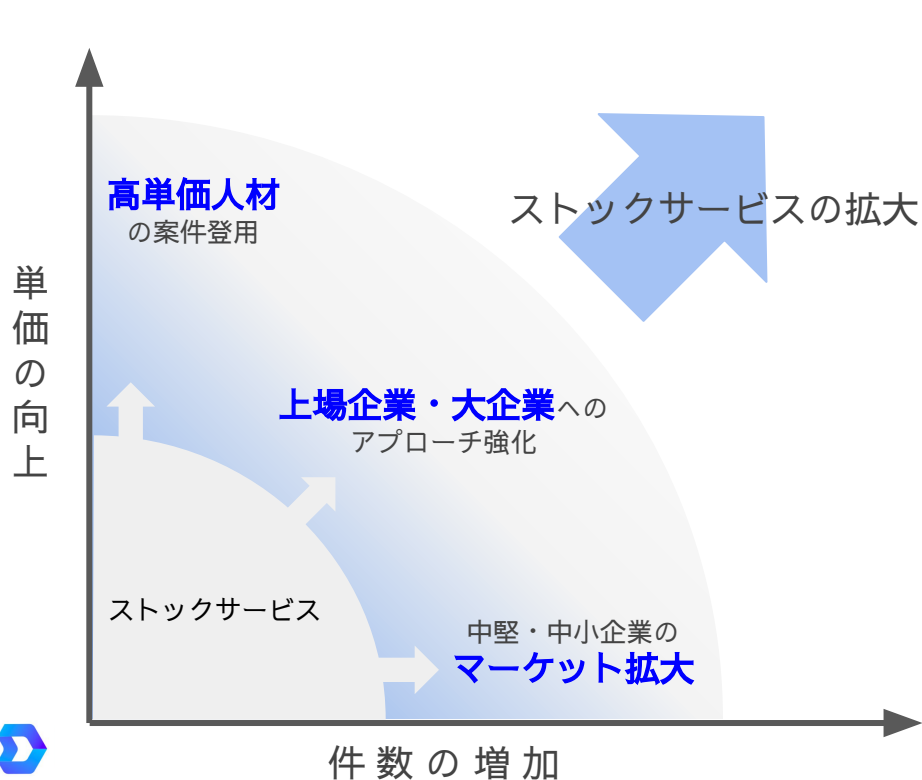 高単価人材
の案件登用
ストックサービスの拡大
単価の向上
上場企業・大企業への
アプローチ強化
ストックサービス
中堅・中小企業の
マーケット拡大
件数の増加